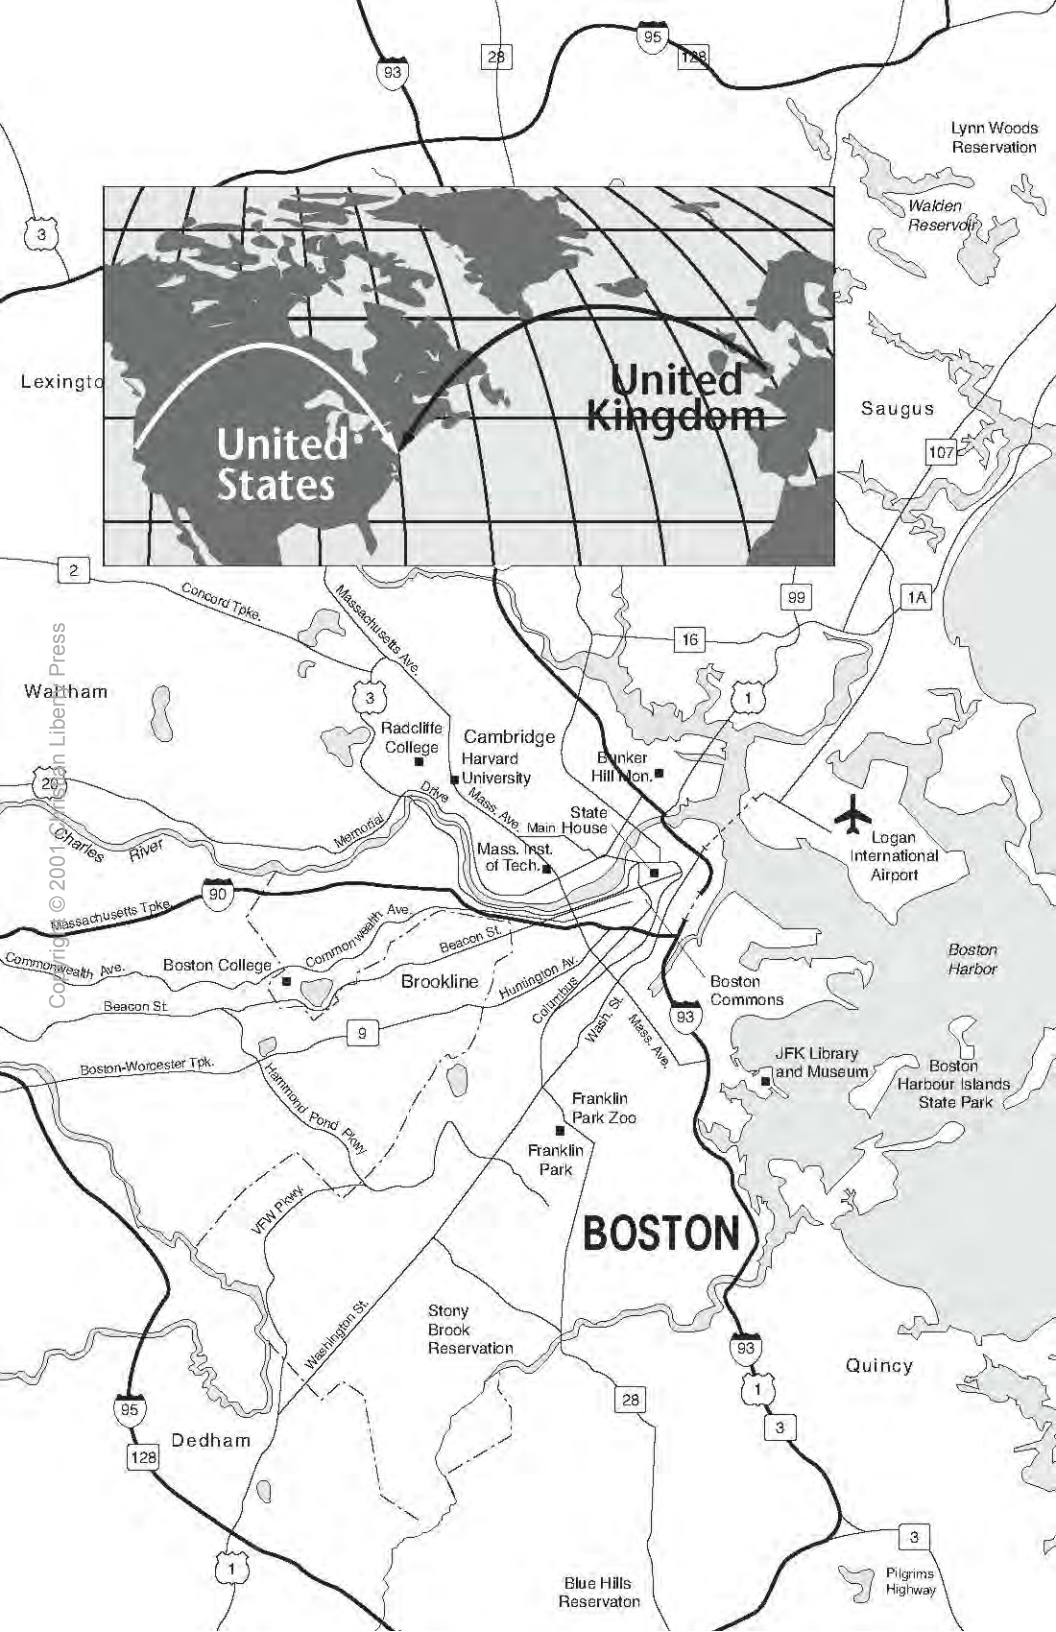 95
28
128
93
Lynn Woods
Reservation
Walden
Reservoir
3
United
Kingdom
Lexingto
Saugus
United
States
107
2
Concord Tpke.
Massachusetts Ave.
99
1A
16
Waltham
3
1
Radcliffe
College
Cambridge
Harvard
University
Bunker
Hill Mon.
20
Drive
Mass. Ave.
State
House
Main
Memorial
Charles
River
Mass. Inst.
of Tech.
Logan
International
Airport
90
Massachusetts Tpke.
Commonwealth Ave.
Beacon St.
Commonwealth Ave.
Boston College
Brookline
Huntington Av.
Columbus
Wash. St.
Mass. Ave.
Boston
Commons
Boston
Harbor
Beacon St.
93
9
Boston-Worcester Tpk.
JFK Library
and Museum
Boston
Harbour Islands
State Park
Hammond Pond Pkwy
Franklin
Park Zoo
Franklin
Park
VFW Pkwy.
BOSTON
Washington St.
Stony
Brook
Reservation
93
Quincy
1
28
3
95
Dedham
128
3
1
Blue Hills
Reservaton
Pilgrims
Highway
Copyright © 2001 Christian Liberty Press